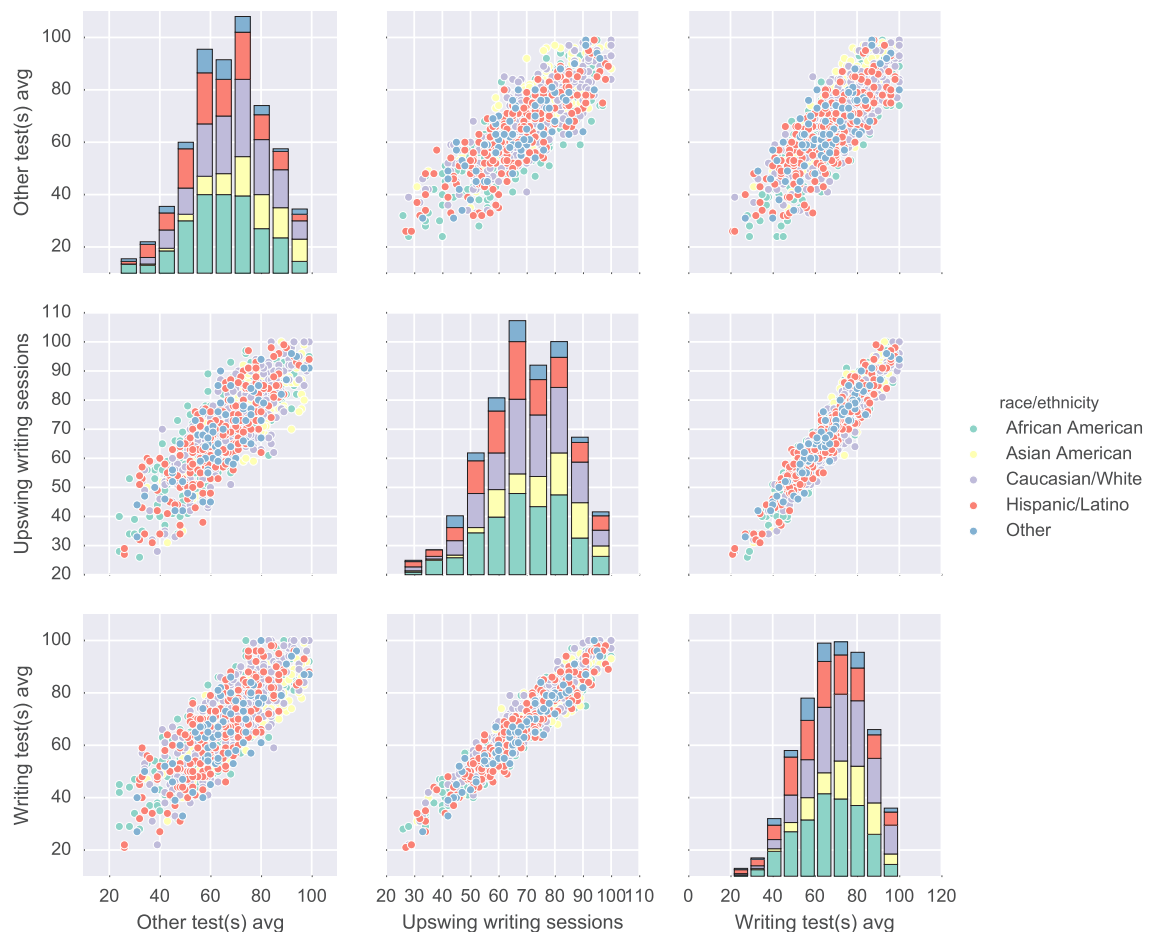 Other test(s) avg
100
80
60
40
20
Upswing writing sessions
110
100
90
80
70
60
50
40
30
20
race/ethnicity
African American
Asian American
Caucasian/White
Hispanic/Latino
Other
Writing test(s) avg
100
80
60
40
20
20 40 60 80 100
20 30 40 50 60 70 80 90 100110
0 20 40 60 80 100 120
Other test(s) avg
Upswing writing sessions
Writing test(s) avg